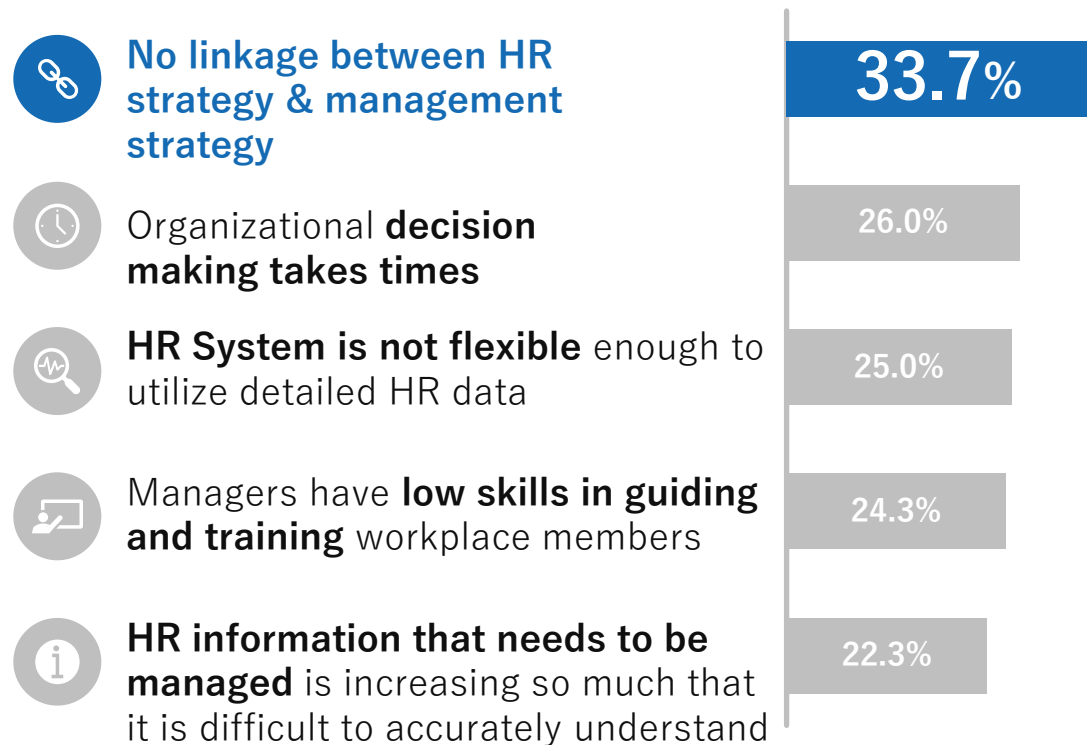 No linkage between HR
strategy & management
strategy
33.7%
Organizational decision
making takes times
26.0%
HR System is not flexible enough to
utilize detailed HR data
25.0%
Managers have low skills in guiding
and training workplace members
24.3%
HR information that needs to be
managed is increasing so much that
it is difficult to accurately understand
22.3%